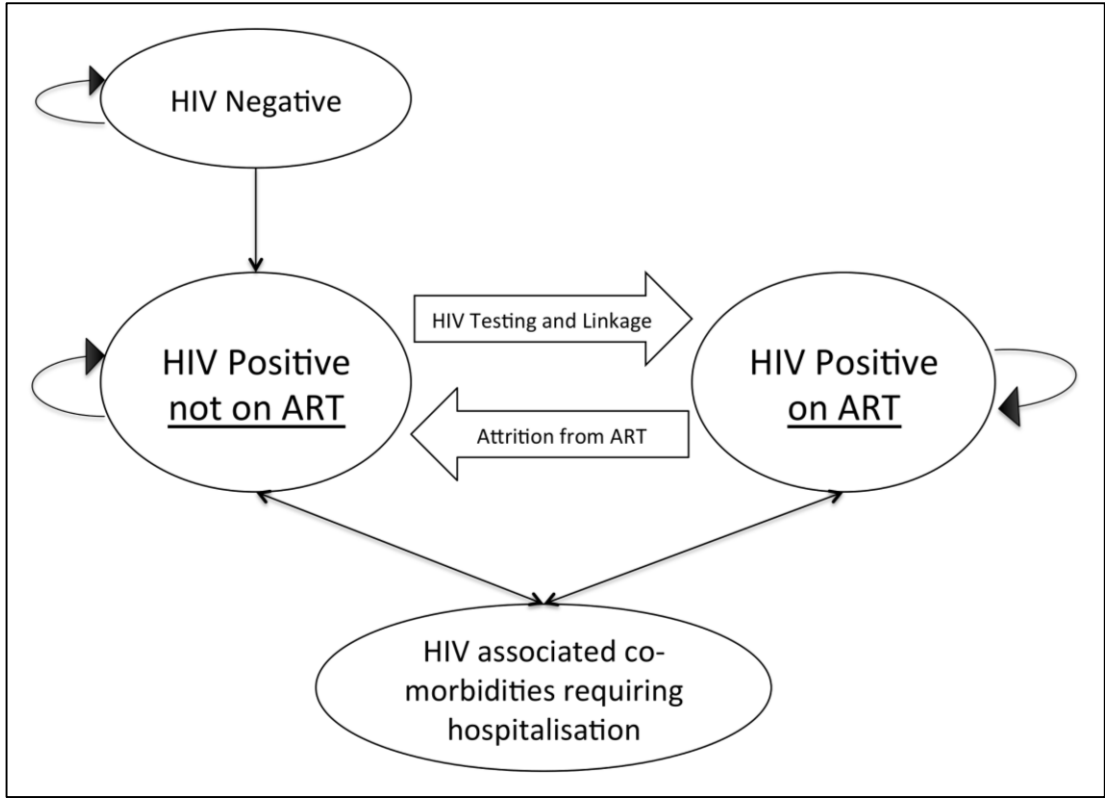 HIV Negative
HIV Positive
not on ART
HIV Testing and Linkage
Attrition from ART
HIV Positive
on ART
HIV associated co-
morbidities requiring
hospitalisation